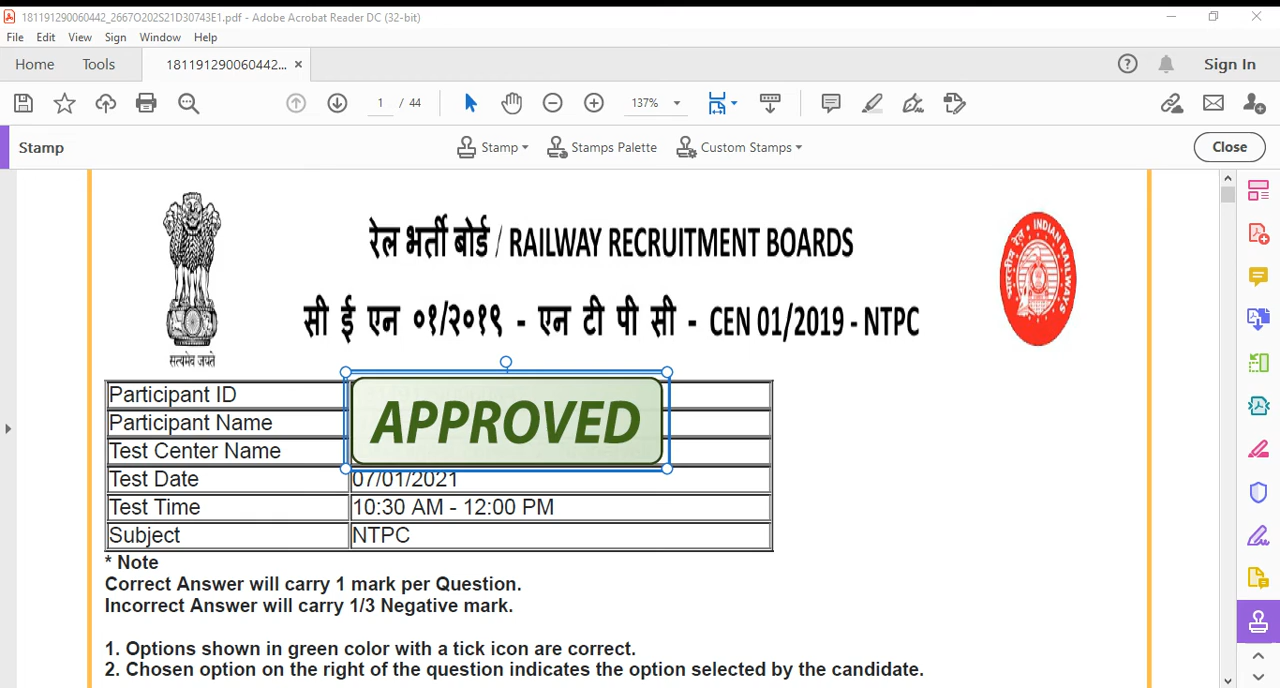 181191290060442_2667O202S21D30743E1.pdf - Adobe Acrobat Reader DC (32-bit)
File Edit View Sign Window Help
Home Tools 181191290060442... × Sign In
1 / 44 137%
Stamp Stamp Stamps Palette Custom Stamps Close
रेल भर्ती बोर्ड / RAILWAY RECRUITMENT BOARDS
सी ई एन ०१/२०१९ - एन टी पी सी - CEN 01/2019 - NTPC
सत्यमेव जयते
INDIAN RAILWAYS
भारतीय रेल
Participant ID
Participant Name
APPROVED
Test Center Name
Test Date 07/01/2021
Test Time 10:30 AM - 12:00 PM
Subject NTPC
* Note
Correct Answer will carry 1 mark per Question.
Incorrect Answer will carry 1/3 Negative mark.
1. Options shown in green color with a tick icon are correct.
2. Chosen option on the right of the question indicates the option selected by the candidate.